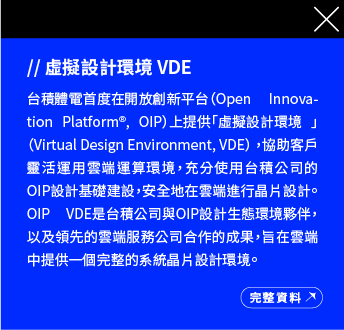 // 虛擬設計環境 VDE
台積體電首度在開放創新平台（Open Innova-
tion Platform®, OIP）上提供「虛擬設計環境 」
（Virtual Design Environment, VDE），協助客戶
靈活運用雲端運算環境，充分使用台積公司的
OIP設計基礎建設，安全地在雲端進行晶片設計。
OIP VDE是台積公司與OIP設計生態環境夥伴，
以及領先的雲端服務公司合作的成果，旨在雲端
中提供一個完整的系統晶片設計環境。
完整資料↗